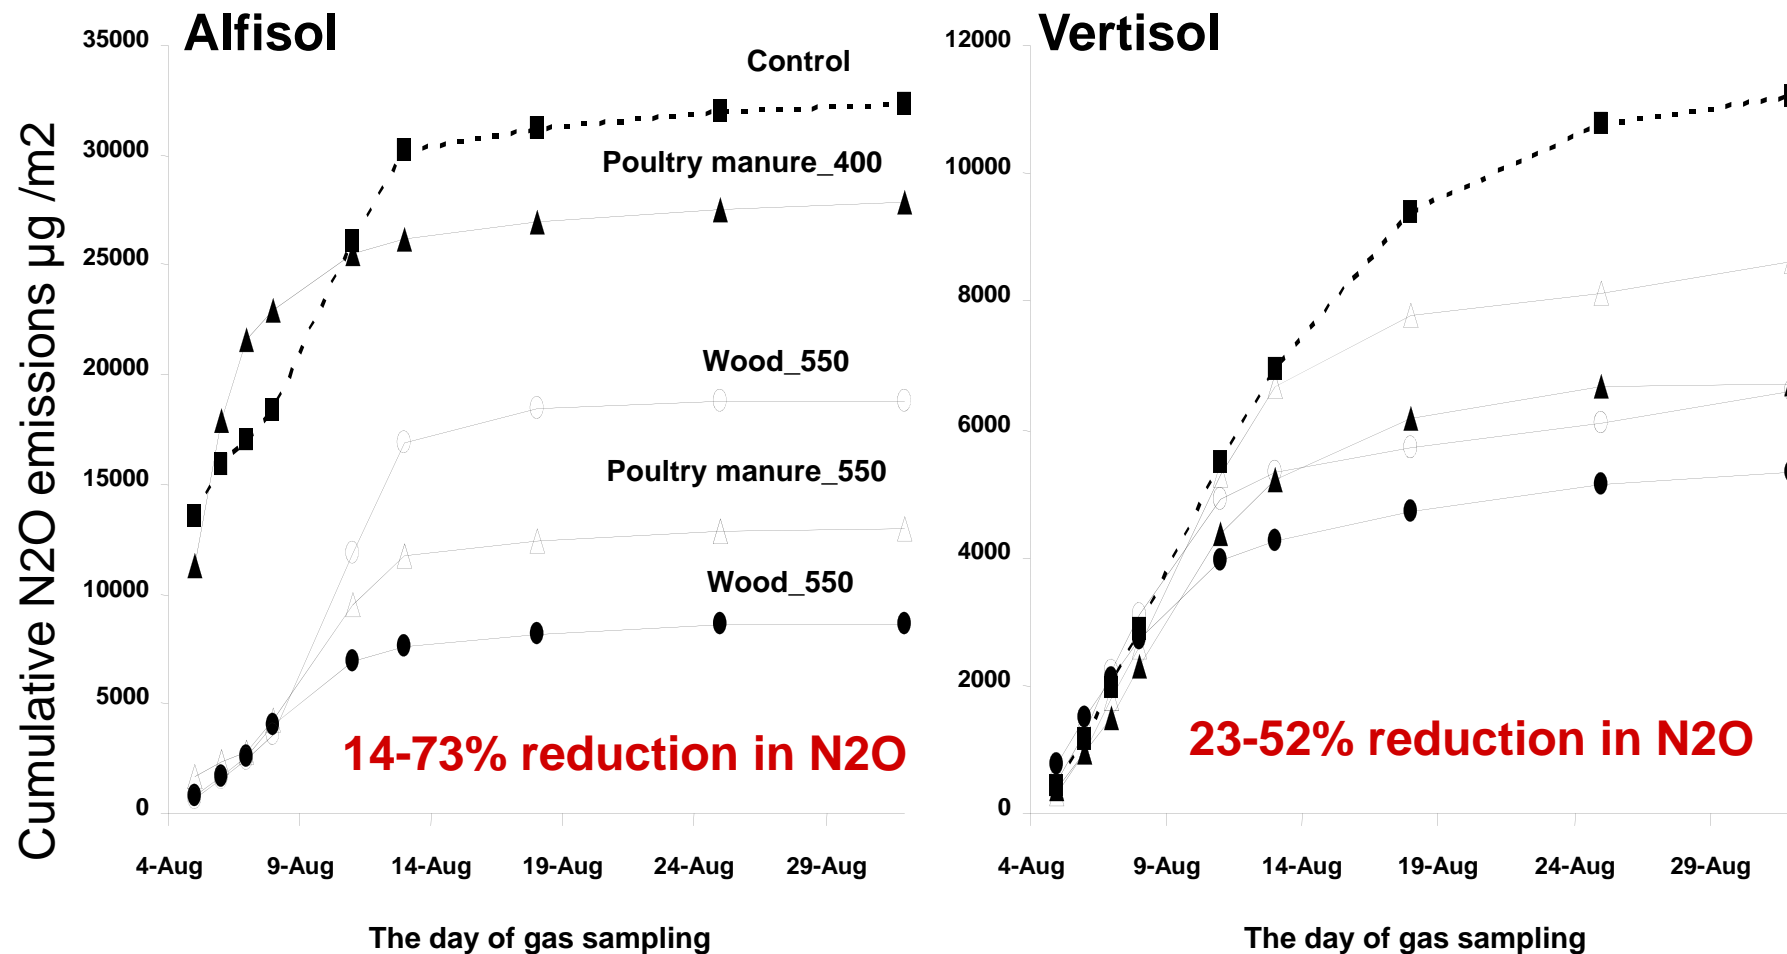 Alfisol
Vertisol
Cumulative N2O emissions µg /m2
35000
30000
25000
20000
15000
10000
5000
0
Control
Poultry manure_400
Wood_550
Poultry manure_550
Wood_550
14-73% reduction in N2O
4-Aug 9-Aug 14-Aug 19-Aug 24-Aug 29-Aug
The day of gas sampling
12000
10000
8000
6000
4000
2000
0
23-52% reduction in N2O
4-Aug 9-Aug 14-Aug 19-Aug 24-Aug 29-Aug
The day of gas sampling